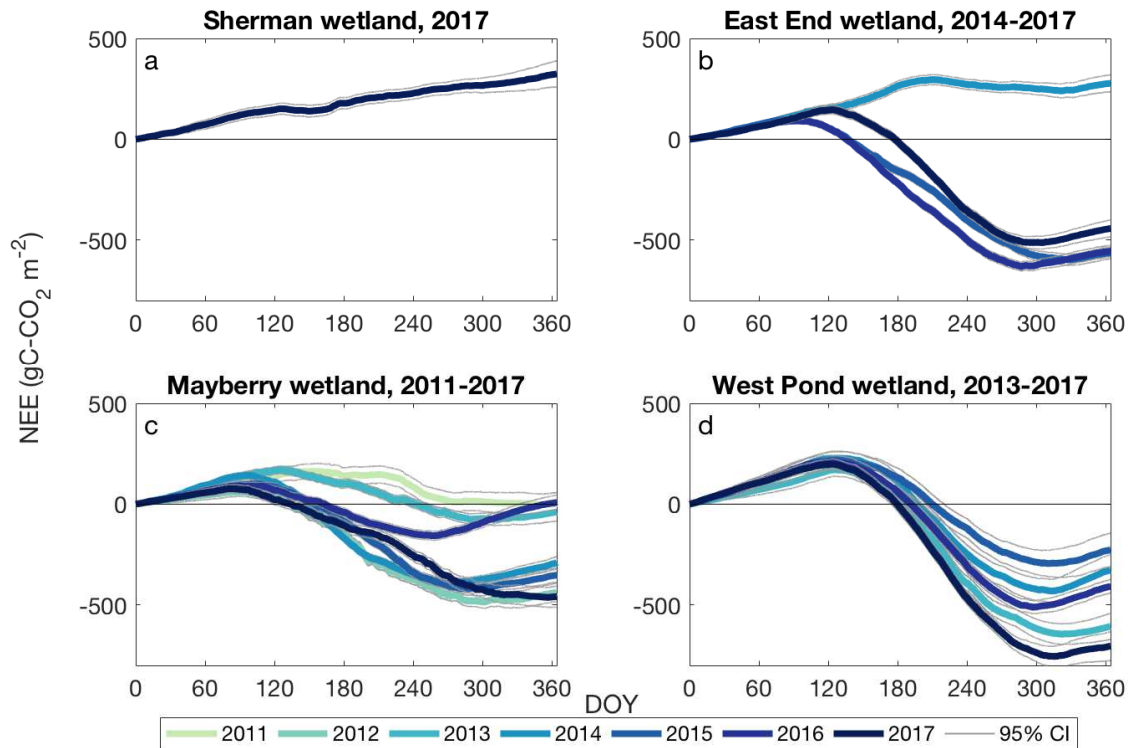 Sherman wetland, 2017
East End wetland, 2014-2017
a
b
500
0
-500
0 60 120 180 240 300 360
500
0
-500
0 60 120 180 240 300 360
NEE (gC-CO2 m-2)
Mayberry wetland, 2011-2017
West Pond wetland, 2013-2017
c
d
500
0
-500
0 60 120 180 240 300 360
500
0
-500
0 60 120 180 240 300 360
DOY
2011 2012 2013 2014 2015 2016 2017 95% CI